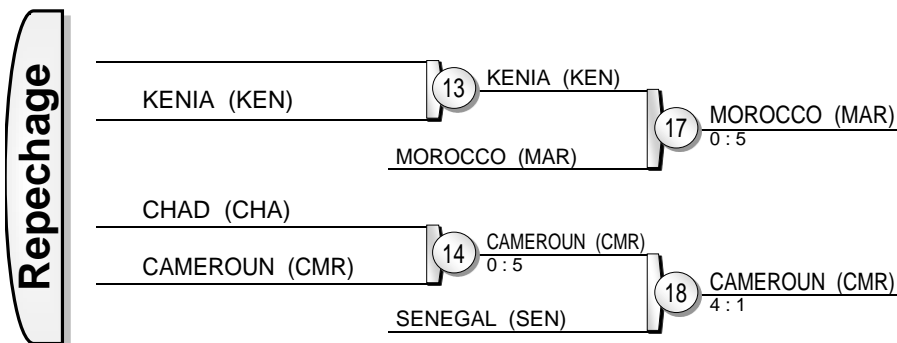 Repechage
KENIA (KEN)
13
KENIA (KEN)
MOROCCO (MAR)
17
MOROCCO (MAR)
0 : 5
CHAD (CHA)
CAMEROUN (CMR)
14
CAMEROUN (CMR)
0 : 5
SENEGAL (SEN)
18
CAMEROUN (CMR)
4 : 1